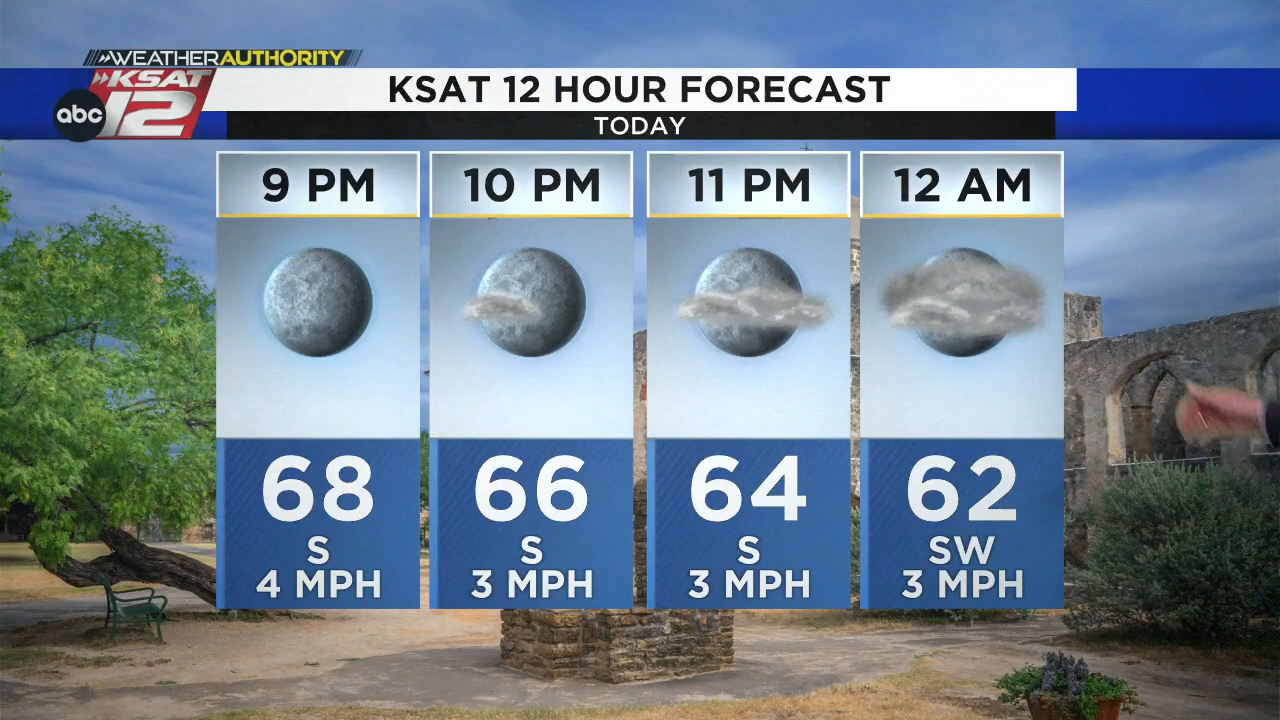 WEATHERAUTHORITY
KSAT
12
abc
KSAT 12 HOUR FORECAST
TODAY
9 PM
10 PM
11 PM
12 AM
68
66
64
62
S
S
S
SW
4 MPH
3 MPH
3 MPH
3 MPH